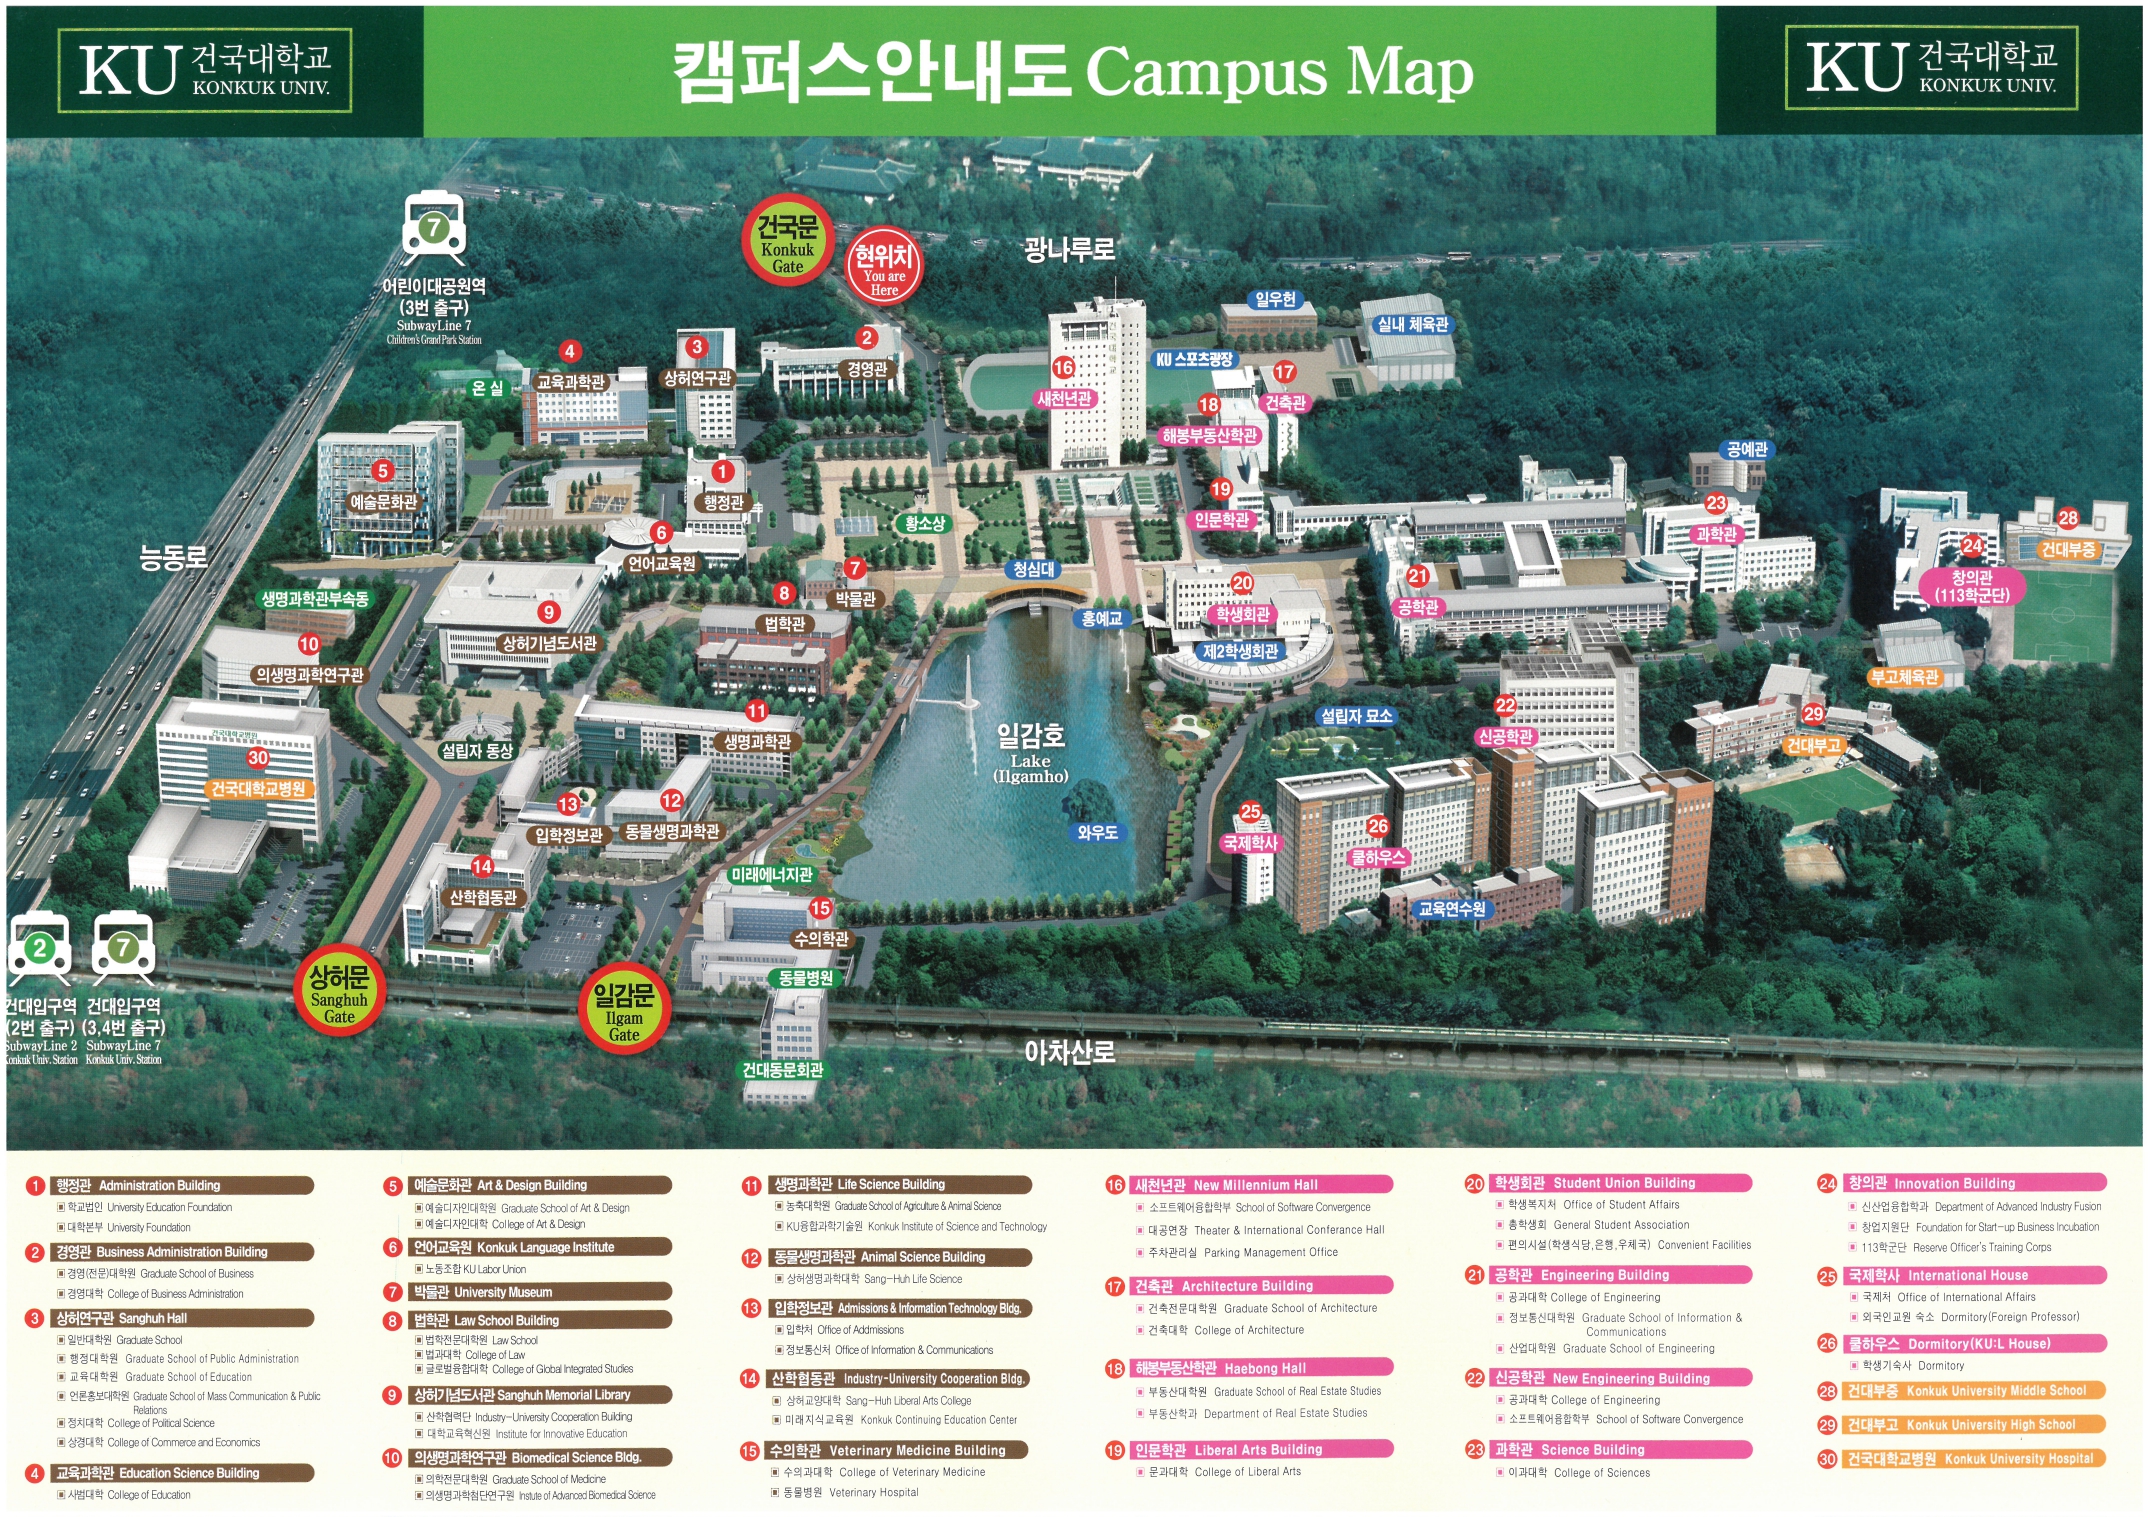 KU 건국대학교
KONKUK UNIV.
캠퍼스안내도 Campus Map
KU 건국대학교
KONKUK UNIV.
7
어린이대공원역
(3번 출구)
SubwayLine 7
Children's Grand Park Station
건국문
Konkuk
Gate
현위치
You are
Here
광나루로
일우헌
실내 체육관
KU 스포츠광장
2
경영관
3
상허연구관
4
교육과학관
온 실
16
새천년관
17
건축관
18
해봉부동산학관
5
예술문화관
1
행정관
황소상
19
인문학관
공예관
23
과학관
28
건대부중
24
창의관
(113학군단)
능동로
6
언어교육원
7
박물관
청심대
20
학생회관
21
공학관
생명과학관부속동
9
상허기념도서관
8
법학관
홍예교
제2학생회관
10
의생명과학연구관
부고체육관
11
생명과학관
설립자 동상
일감호
Lake
(Ilgamho)
설립자 묘소
22
신공학관
29
건대부고
30
건국대학교병원
건국대학교병원
13
입학정보관
12
동물생명과학관
와우도
25
국제학사
26
쿨하우스
14
산학협동관
미래에너지관
15
수의학관
교육연수원
2
7
건대입구역
(2번 출구)
SubwayLine 2
Konkuk Univ. Station
건대입구역
(3,4번 출구)
SubwayLine 7
Konkuk Univ. Station
상허문
Sanghuh
Gate
일감문
Ilgam
Gate
동물병원
건대동문회관
아차산로
1 행정관 Administration Building
학교법인 University Education Foundation
대학본부 University Foundation
2 경영관 Business Administration Building
경영(전문)대학원 Graduate School of Business
경영대학 College of Business Administration
3 상허연구관 Sanghuh Hall
일반대학원 Graduate School
행정대학원 Graduate School of Public Administration
교육대학원 Graduate School of Education
언론홍보대학원 Graduate School of Mass Communication & Public
Relations
정치대학 College of Political Science
상경대학 College of Commerce and Economics
4 교육과학관 Education Science Building
사범대학 College of Education
5 예술문화관 Art & Design Building
예술디자인대학원 Graduate School of Art & Design
예술디자인대학 College of Art & Design
6 언어교육원 Konkuk Language Institute
노동조합 KU Labor Union
7 박물관 University Museum
8 법학관 Law School Building
법학전문대학원 Law School
법과대학 College of Law
글로벌융합대학 College of Global Integrated Studies
9 상허기념도서관 Sanghuh Memorial Library
산학협력단 Industry-University Cooperation Building
대학교육혁신원 Institute for Innovative Education
10 의생명과학연구관 Biomedical Science Bldg.
의학전문대학원 Graduate School of Medicine
의생명과학첨단연구원 Instute of Advanced Biomedical Science
11 생명과학관 Life Science Building
농축대학원 Graduate School of Agriculture & Animal Science
KU융합과학기술원 Konkuk Institute of Science and Technology
12 동물생명과학관 Animal Science Building
상허생명과학대학 Sang-Huh Life Science
13 입학정보관 Admissions & Information Technology Bldg.
입학처 Office of Addmissions
정보통신처 Office of Information & Communications
14 산학협동관 Industry-University Cooperation Bldg.
상허교양대학 Sang-Huh Liberal Arts College
미래지식교육원 Konkuk Continuing Education Center
15 수의학관 Veterinary Medicine Building
수의과대학 College of Veterinary Medicine
동물병원 Veterinary Hospital
16 새천년관 New Millennium Hall
소프트웨어융합학부 School of Software Convergence
대공연장 Theater & International Conferance Hall
주차관리실 Parking Management Office
17 건축관 Architecture Building
건축전문대학원 Graduate School of Architecture
건축대학 College of Architecture
18 해봉부동산학관 Haebong Hall
부동산대학원 Graduate School of Real Estate Studies
부동산학과 Department of Real Estate Studies
19 인문학관 Liberal Arts Building
문과대학 College of Liberal Arts
20 학생회관 Student Union Building
학생복지처 Office of Student Affairs
총학생회 General Student Association
편의시설(학생식당,은행,우체국) Convenient Facilities
21 공학관 Engineering Building
공과대학 College of Engineering
정보통신대학원 Graduate School of Information &
Communications
산업대학원 Graduate School of Engineering
22 신공학관 New Engineering Building
공과대학 College of Engineering
소프트웨어융합학부 School of Software Convergence
23 과학관 Science Building
이과대학 College of Sciences
24 창의관 Innovation Building
신산업융합학과 Department of Advanced Industry Fusion
창업지원단 Foundation for Start-up Business Incubation
113학군단 Reserve Officer's Training Corps
25 국제학사 International House
국제처 Office of International Affairs
외국인교원 숙소 Dormitory(Foreign Professor)
26 쿨하우스 Dormitory(KU:L House)
학생기숙사 Dormitory
28 건대부중 Konkuk University Middle School
29 건대부고 Konkuk University High School
30 건국대학교병원 Konkuk University Hospital